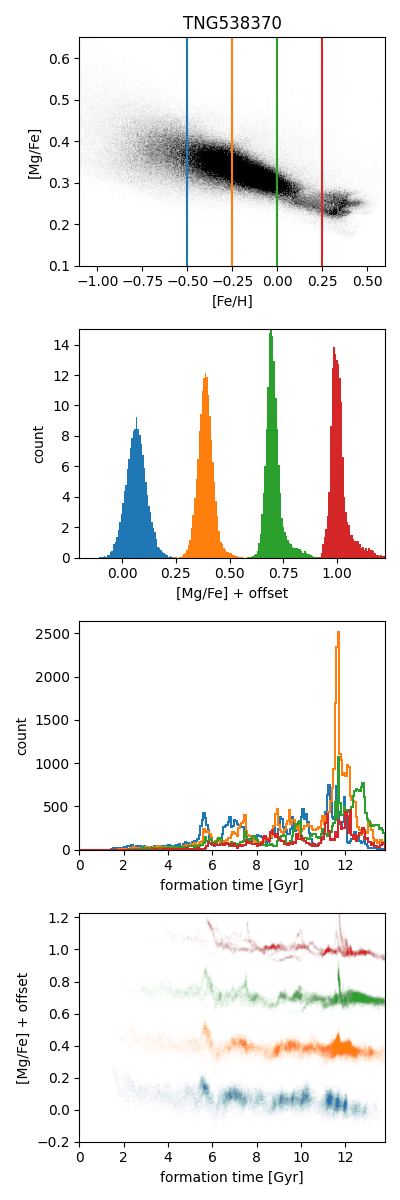 TNG538370
[Mg/Fe]
0.6
0.5
0.4
0.3
0.2
0.1
−1.00 −0.75 −0.50 −0.25 0.00 0.25 0.50
[Fe/H]
count
14
12
10
8
6
4
2
0
0.00 0.25 0.50 0.75 1.00
[Mg/Fe] + offset
count
2500
2000
1500
1000
500
0
0 2 4 6 8 10 12
formation time [Gyr]
[Mg/Fe] + offset
1.2
1.0
0.8
0.6
0.4
0.2
0.0
−0.2
0 2 4 6 8 10 12
formation time [Gyr]